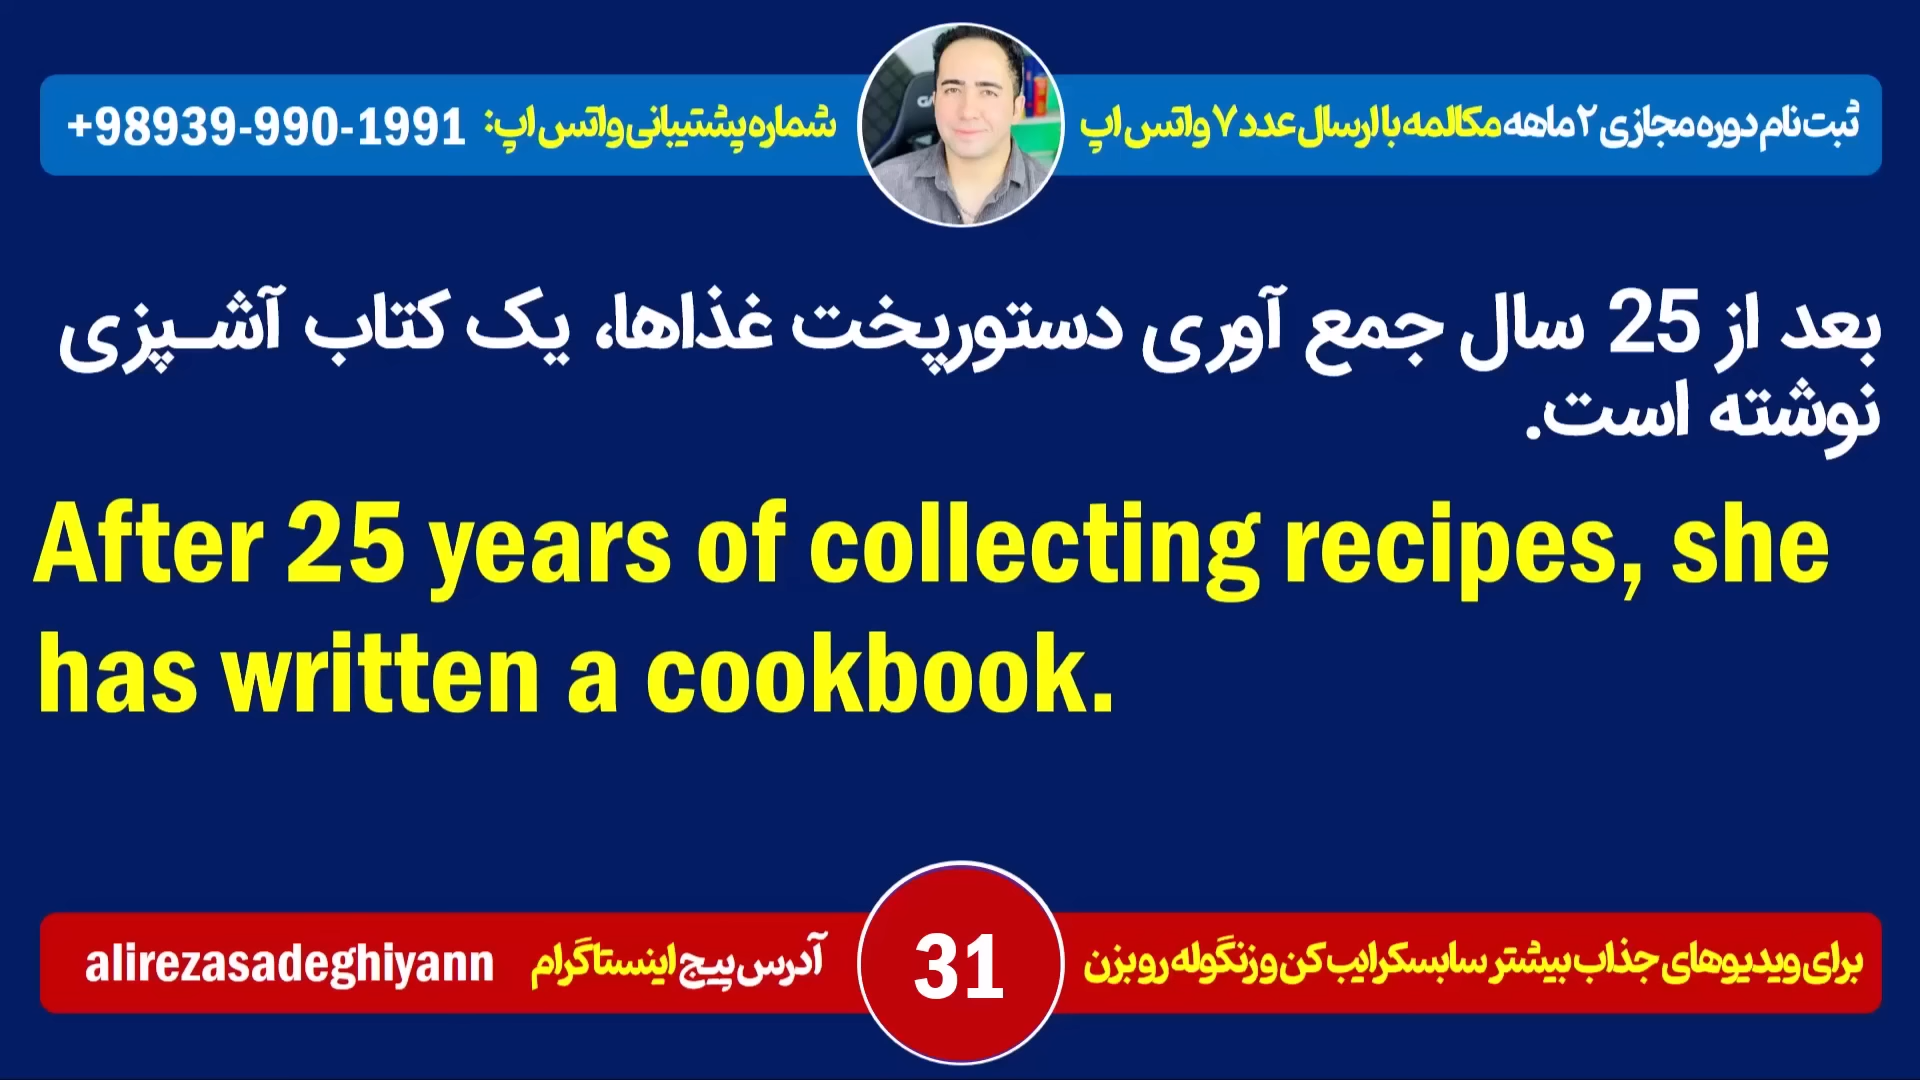 ثبت نام دوره مجازی ۲ ماهه مکالمه با ارسال عدد ۷ واتس اپ
شماره پشتیبانی واتس اپ: +98939-990-1991
بعد از 25 سال جمع آوری دستورپخت غذاها، یک کتاب آشـپزی
نوشته است.
After 25 years of collecting recipes, she
has written a cookbook.
برای ویدیوهای جذاب بیشتر سابسکرایب کن و زنگوله رو بزن
31
آدرس پیج اینستاگرام alirezasadeghiyann